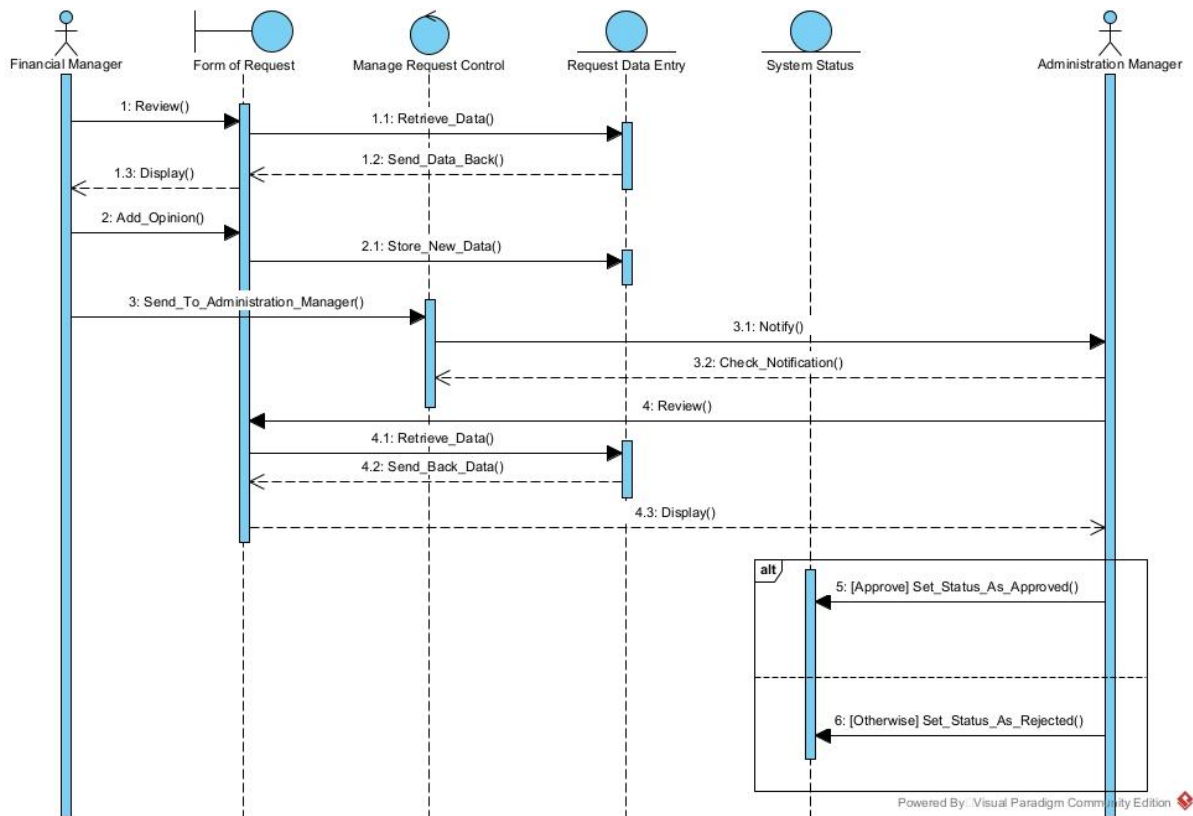 Financial Manager
Form of Request
Manage Request Control
Request Data Entry
System Status
Administration Manager
1: Review()
1.1: Retrieve_Data()
1.2: Send_Data_Back()
1.3: Display()
2: Add_Opinion()
2.1: Store_New_Data()
3: Send_To_Administration_Manager()
3.1: Notify()
3.2: Check_Notification()
4: Review()
4.1: Retrieve_Data()
4.2: Send_Back_Data()
4.3: Display()
alt
5: [Approve] Set_Status_As_Approved()
6: [Otherwise] Set_Status_As_Rejected()
Powered By Visual Paradigm Community Edition